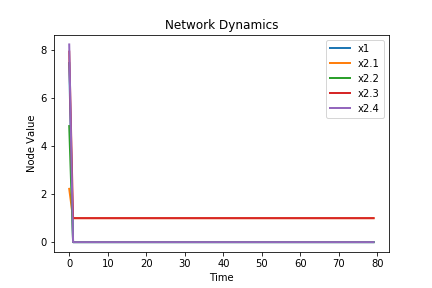 Network Dynamics
x1
x2.1
x2.2
x2.3
x2.4
Node Value
8
6
4
2
0
0 10 20 30 40 50 60 70 80
Time